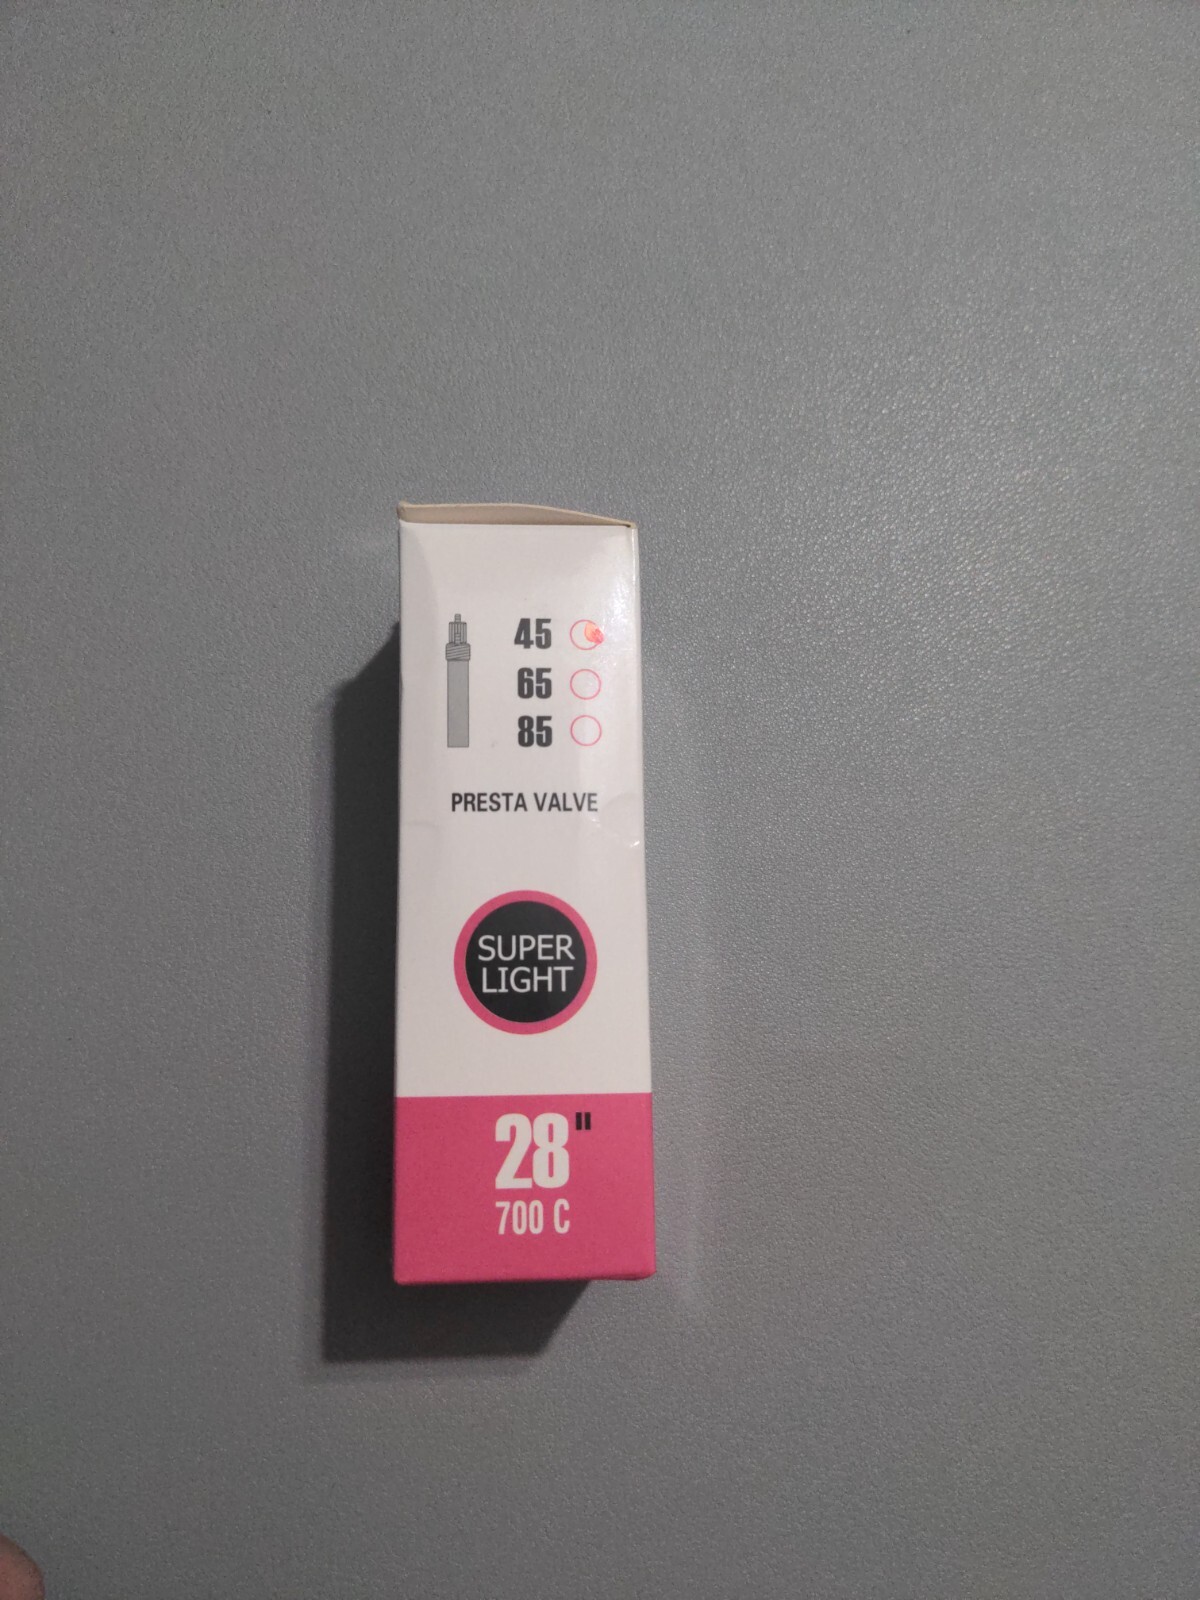 45
65
85
PRESTA VALVE
SUPER
LIGHT
28"
700 C